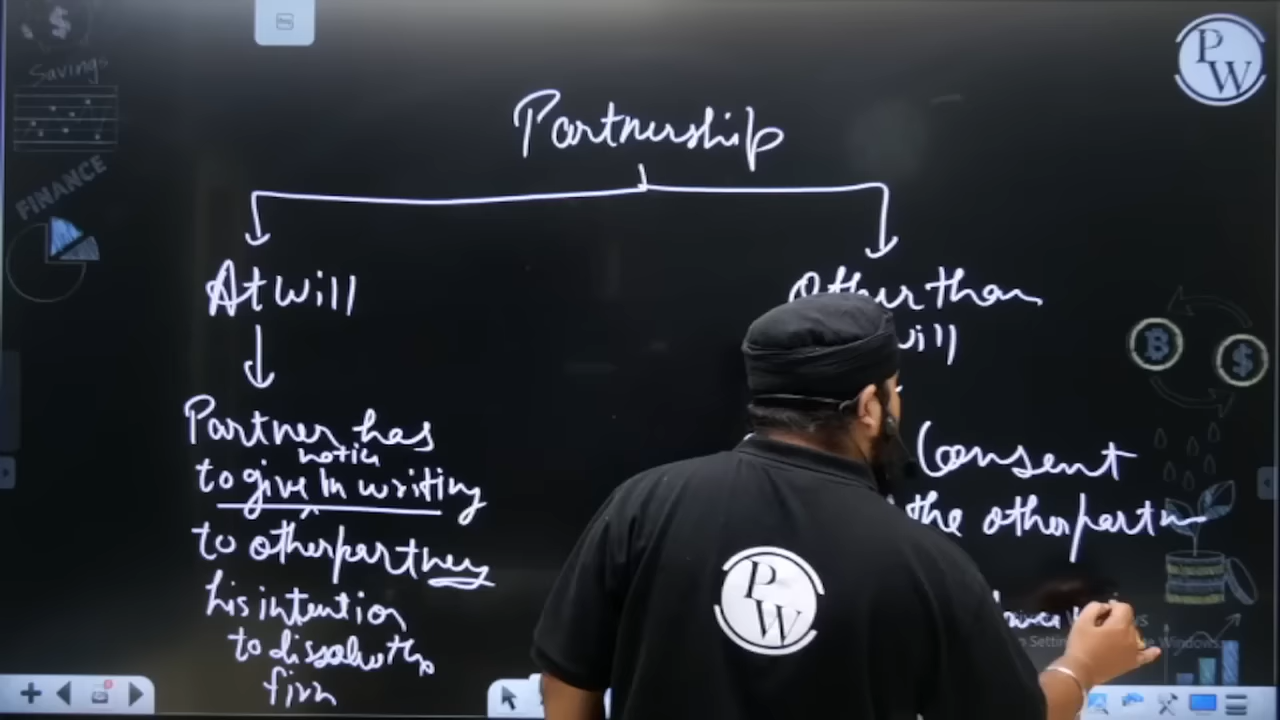 Savings
FINANCE
P
W
Partnership
At will
Other than
will
Partner has
notice
to give in writing
to other partners
his intention
to dissolve the
firm
Consent
the other partn
P
W